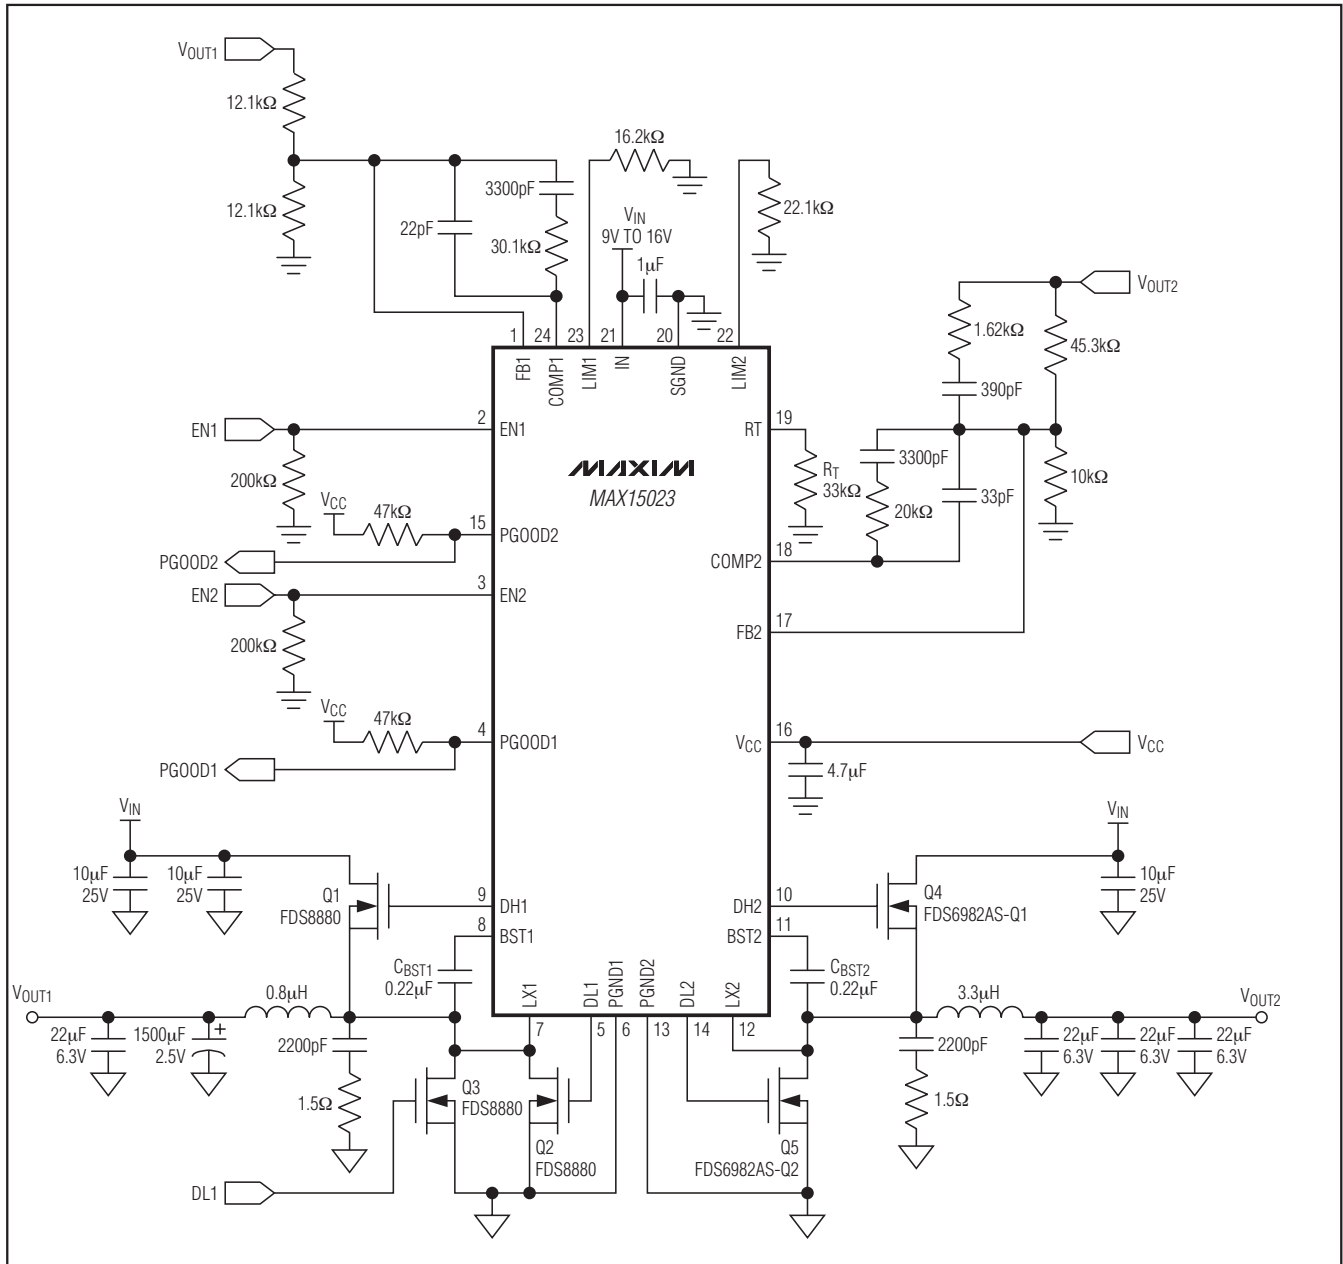 VOUT1
12.1kΩ
12.1kΩ
22pF
3300pF
30.1kΩ
16.2kΩ
VIN
9V TO 16V
1µF
22.1kΩ
VOUT2
1.62kΩ
45.3kΩ
390pF
10kΩ
3300pF
33pF
20kΩ
RT
33kΩ
1 24 23 21 20 22
FB1 COMP1 LIM1 IN SGND LIM2
MAXIM
MAX15023
EN1
2
EN1
200kΩ
VCC
47kΩ
15
PGOOD2
PGOOD2
EN2
3
EN2
200kΩ
VCC
47kΩ
4
PGOOD1
PGOOD1
19
RT
18
COMP2
17
FB2
16
VCC
VCC
4.7µF
VIN
10µF
25V
10µF
25V
Q1
FDS8880
9
DH1
8
BST1
CBST1
0.22µF
10
DH2
11
BST2
CBST2
0.22µF
Q4
FDS6982AS-Q1
VIN
10µF
25V
LX1 DL1 PGND1 PGND2 DL2 LX2
7 5 6 13 14 12
VOUT1
22µF
6.3V
1500µF
2.5V
+
0.8µH
2200pF
1.5Ω
Q3
FDS8880
Q2
FDS8880
DL1
Q5
FDS6982AS-Q2
2200pF
1.5Ω
3.3µH
22µF
6.3V
22µF
6.3V
22µF
6.3V
VOUT2